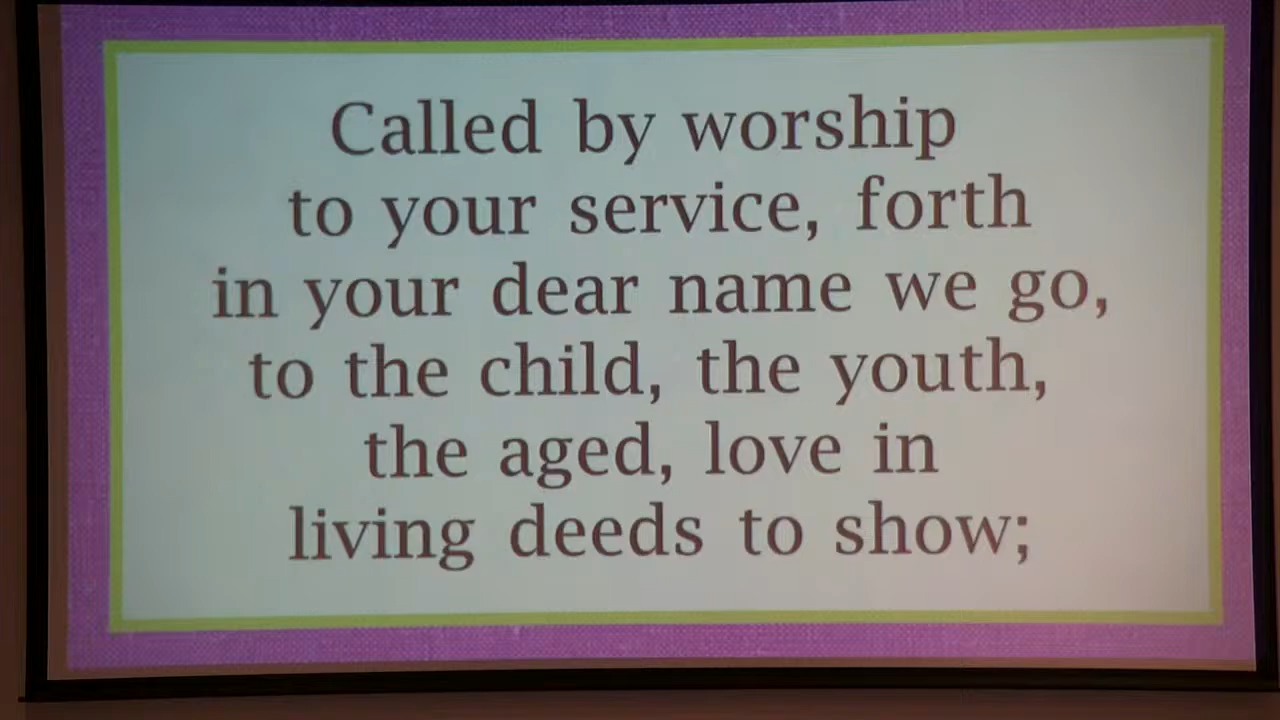 Called by worship
to your service, forth
in your dear name we go,
to the child, the youth,
the aged, love in
living deeds to show;